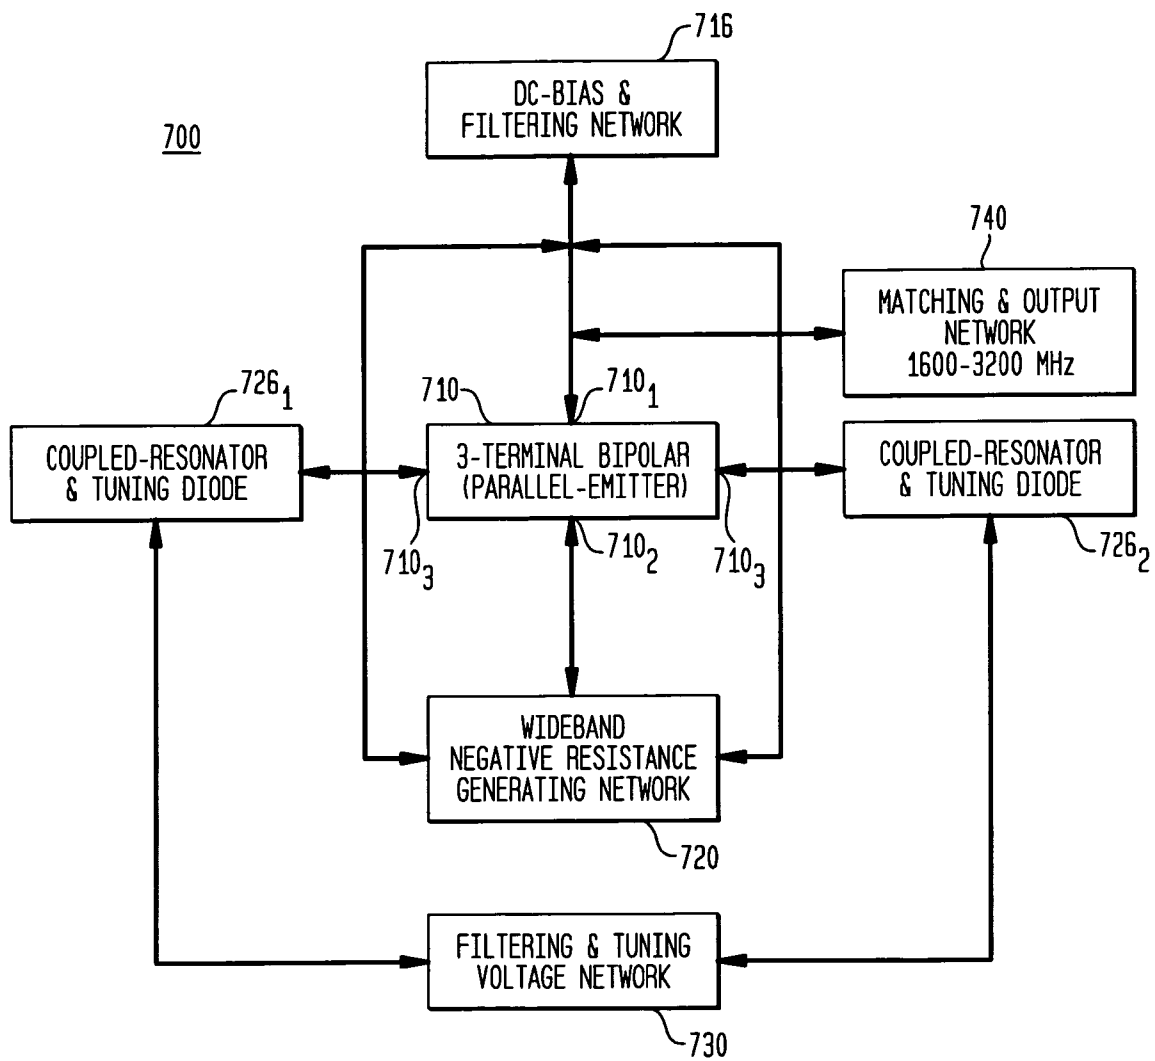 716
DC-BIAS &
FILTERING NETWORK
700
740
MATCHING & OUTPUT
NETWORK
1600-3200 MHz
726₁
710
710₁
COUPLED-RESONATOR
& TUNING DIODE
3-TERMINAL BIPOLAR
(PARALLEL-EMITTER)
COUPLED-RESONATOR
& TUNING DIODE
710₃
710₂
710₃
726₂
WIDEBAND
NEGATIVE RESISTANCE
GENERATING NETWORK
720
FILTERING & TUNING
VOLTAGE NETWORK
730